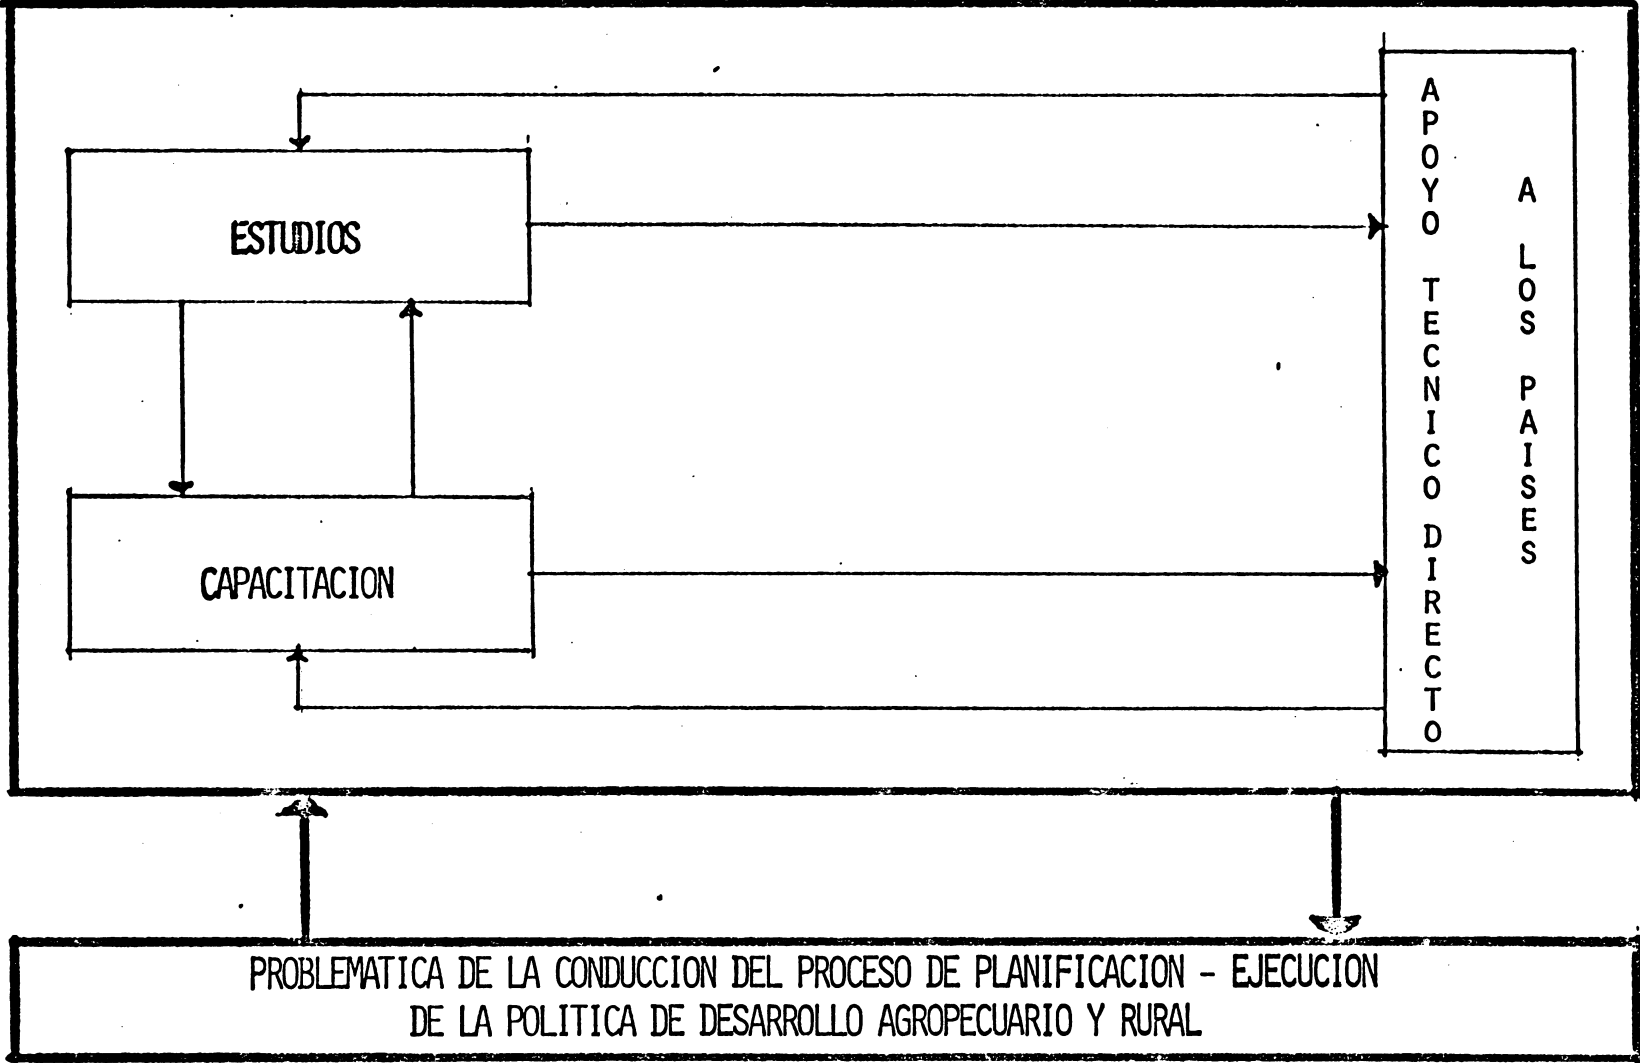 ESTUDIOS
CAPACITACION
APOYO TECNICO DIRECTO
A LOS PAISES
PROBLEMATICA DE LA CONDUCCION DEL PROCESO DE PLANIFICACION - EJECUCION
DE LA POLITICA DE DESARROLLO AGROPECUARIO Y RURAL